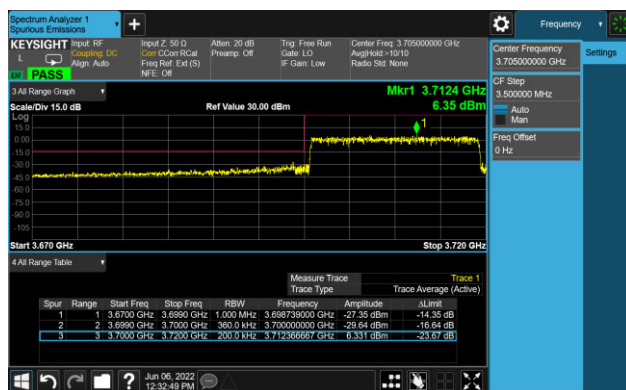 Spectrum Analyzer 1
Spurious Emissions
Frequency
KEYSIGHT Input: RF Input Z: 50 Ω Atten: 20 dB Trig: Free Run Center Freq: 3.705000000 GHz
L Coupling: DC Corr CCorr RCal Preamp: Off Gate: LO Avg|Hold:>10/10
Align: Auto Freq Ref: Ext (S) IF Gain: Low Radio Std: None
PASS NFE: Off
Center Frequency
3.705000000 GHz
Settings
CF Step
3.500000 MHz
Auto
Man
Freq Offset
0 Hz
3 All Range Graph
Mkr1 3.7124 GHz
Scale/Div 15.0 dB Ref Value 30.00 dBm 6.35 dBm
Log
15.0
0.00
-15.0
-30.0
-45.0
-60.0
-75.0
-90.0
-105
1
Start 3.670 GHz Stop 3.720 GHz
4 All Range Table
Measure Trace Trace 1
Trace Type Trace Average (Active)
Spur Range Start Freq Stop Freq RBW Frequency Amplitude ΔLimit
1 1 3.6700 GHz 3.6990 GHz 1.000 MHz 3.698739000 GHz -27.35 dBm -14.35 dB
2 2 3.6990 GHz 3.7000 GHz 360.0 kHz 3.700000000 GHz -29.64 dBm -16.64 dB
3 3 3.7000 GHz 3.7200 GHz 200.0 kHz 3.712366667 GHz 6.331 dBm -23.67 dB
Jun 06, 2022
12:32:49 PM